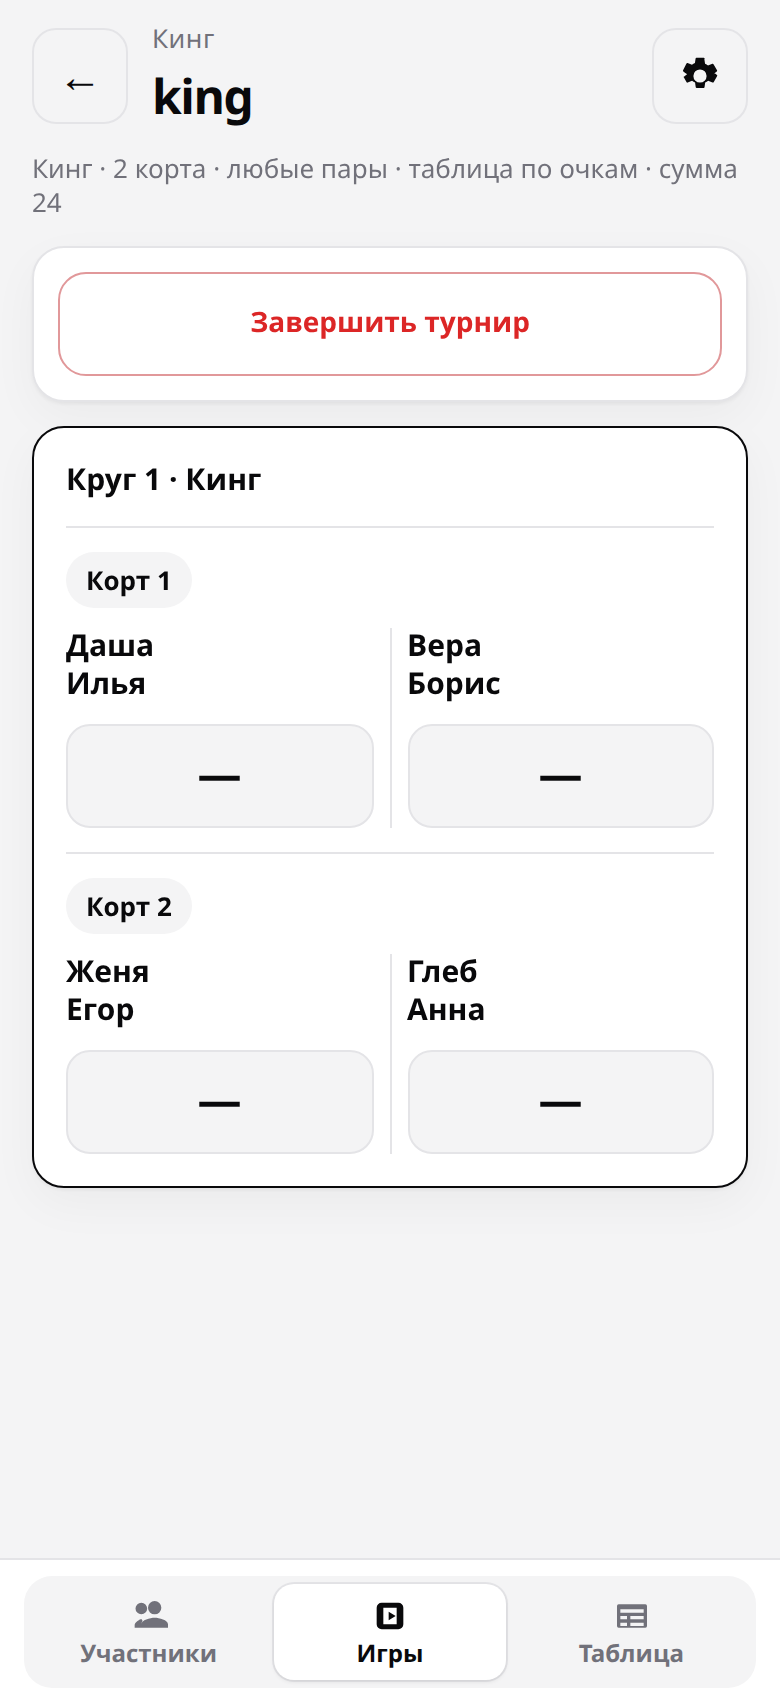 ←
Кинг
king
Кинг · 2 корта · любые пары · таблица по очкам · сумма
24
Завершить турнир
Круг 1 · Кинг
Корт 1
Даша
Илья
Вера
Борис
—
—
Корт 2
Женя
Егор
Глеб
Анна
—
—
Участники
Игры
Таблица